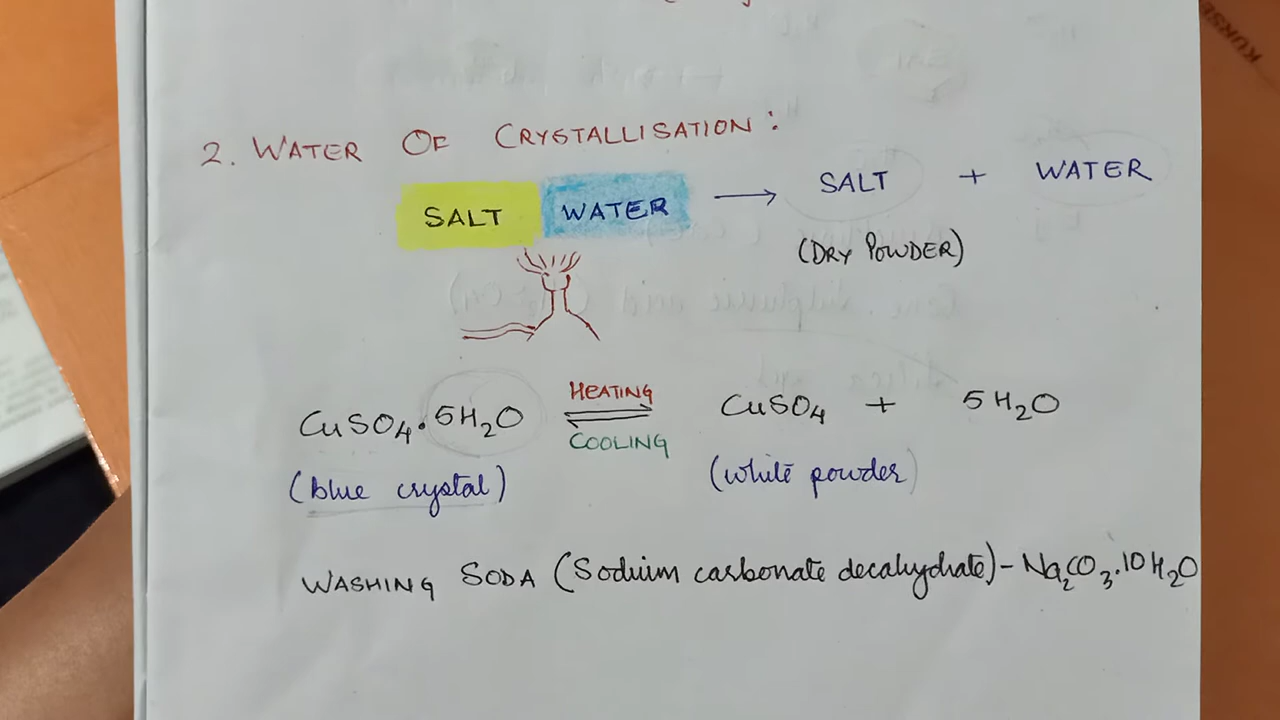 2. WATER OF CRYSTALLISATION:
SALT WATER → SALT + WATER
(DRY POWDER)
HEATING
CuSO₄.5H₂O ⇌ CuSO₄ + 5H₂O
COOLING
(blue crystal) (white powder)
WASHING SODA (Sodium carbonate decahydrate) - Na₂CO₃.10H₂O